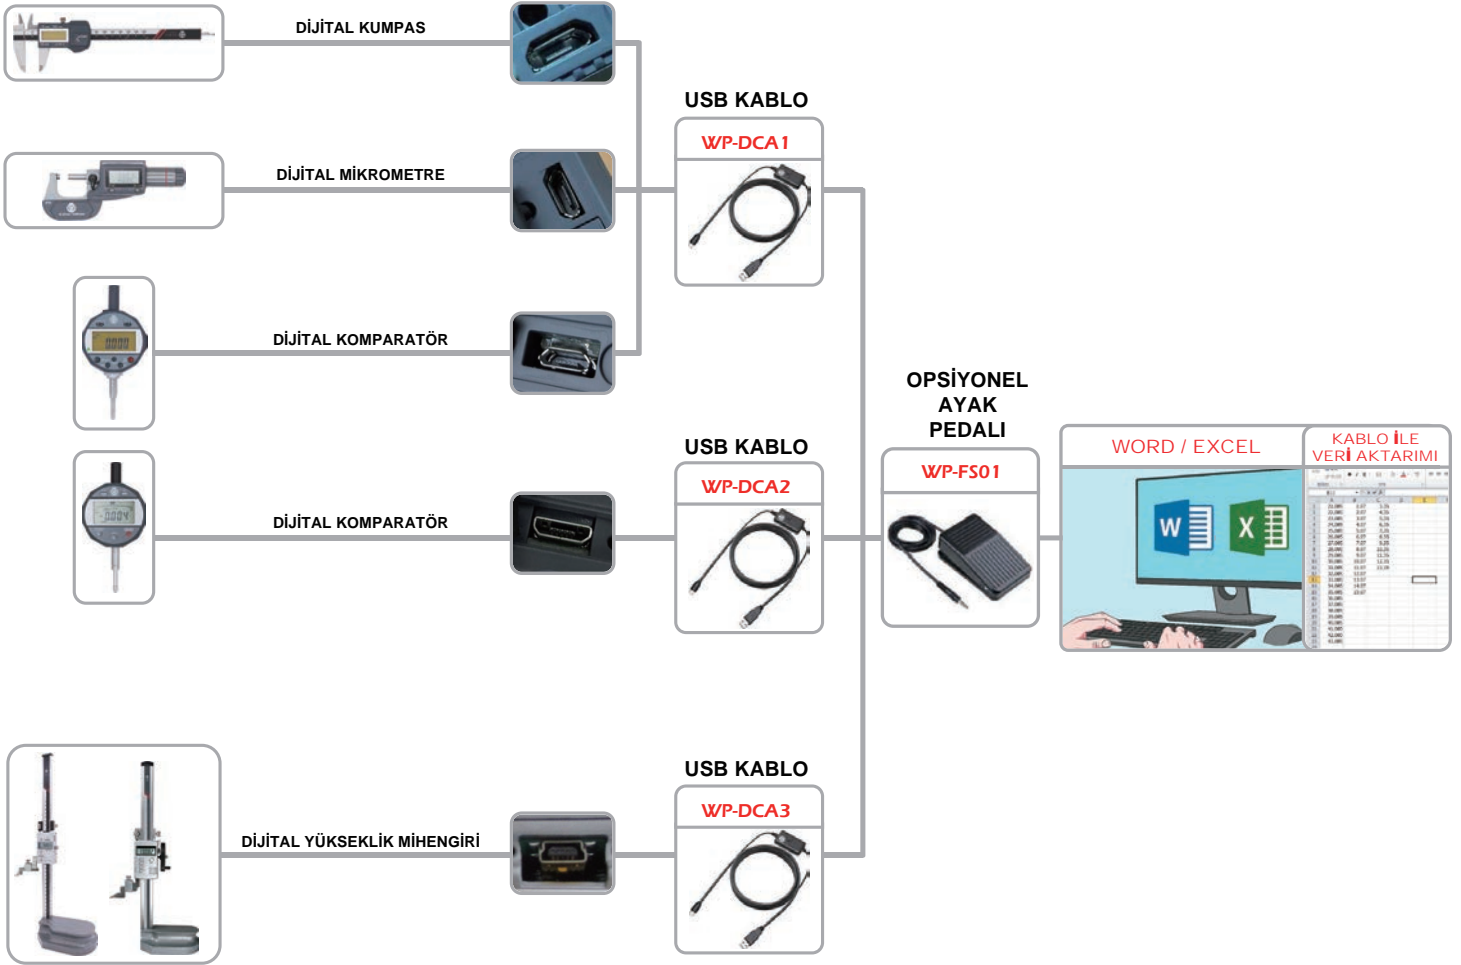 DİJİTAL KUMPAS
USB KABLO
WP-DCA1
DİJİTAL MİKROMETRE
DİJİTAL KOMPARATÖR
OPSİYONEL
AYAK
PEDALI
WP-FS01
WORD / EXCEL
KABLO İLE
VERİ AKTARIMI
W
X
USB KABLO
WP-DCA2
DİJİTAL KOMPARATÖR
USB KABLO
WP-DCA3
DİJİTAL YÜKSEKLİK MİHENGİRİ